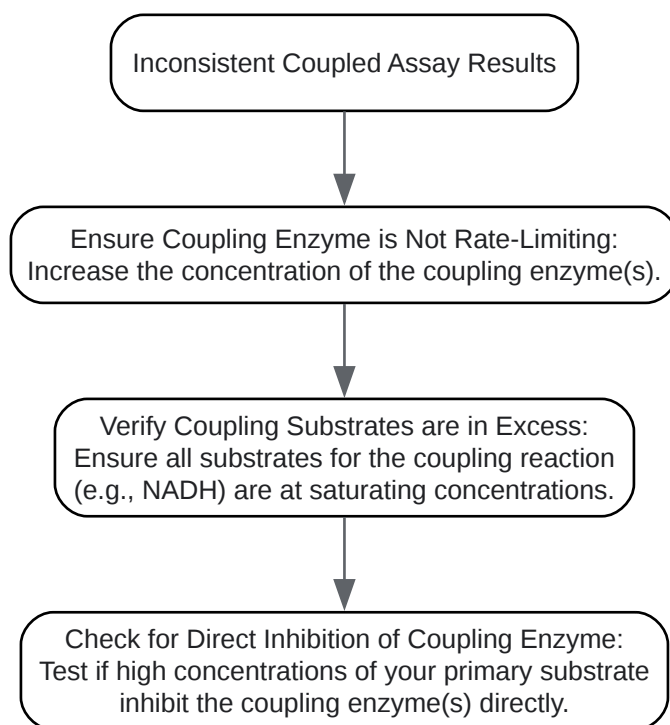 Inconsistent Coupled Assay Results
Ensure Coupling Enzyme is Not Rate-Limiting:
Increase the concentration of the coupling enzyme(s).
Verify Coupling Substrates are in Excess:
Ensure all substrates for the coupling reaction
(e.g., NADH) are at saturating concentrations.
Check for Direct Inhibition of Coupling Enzyme:
Test if high concentrations of your primary substrate
inhibit the coupling enzyme(s) directly.